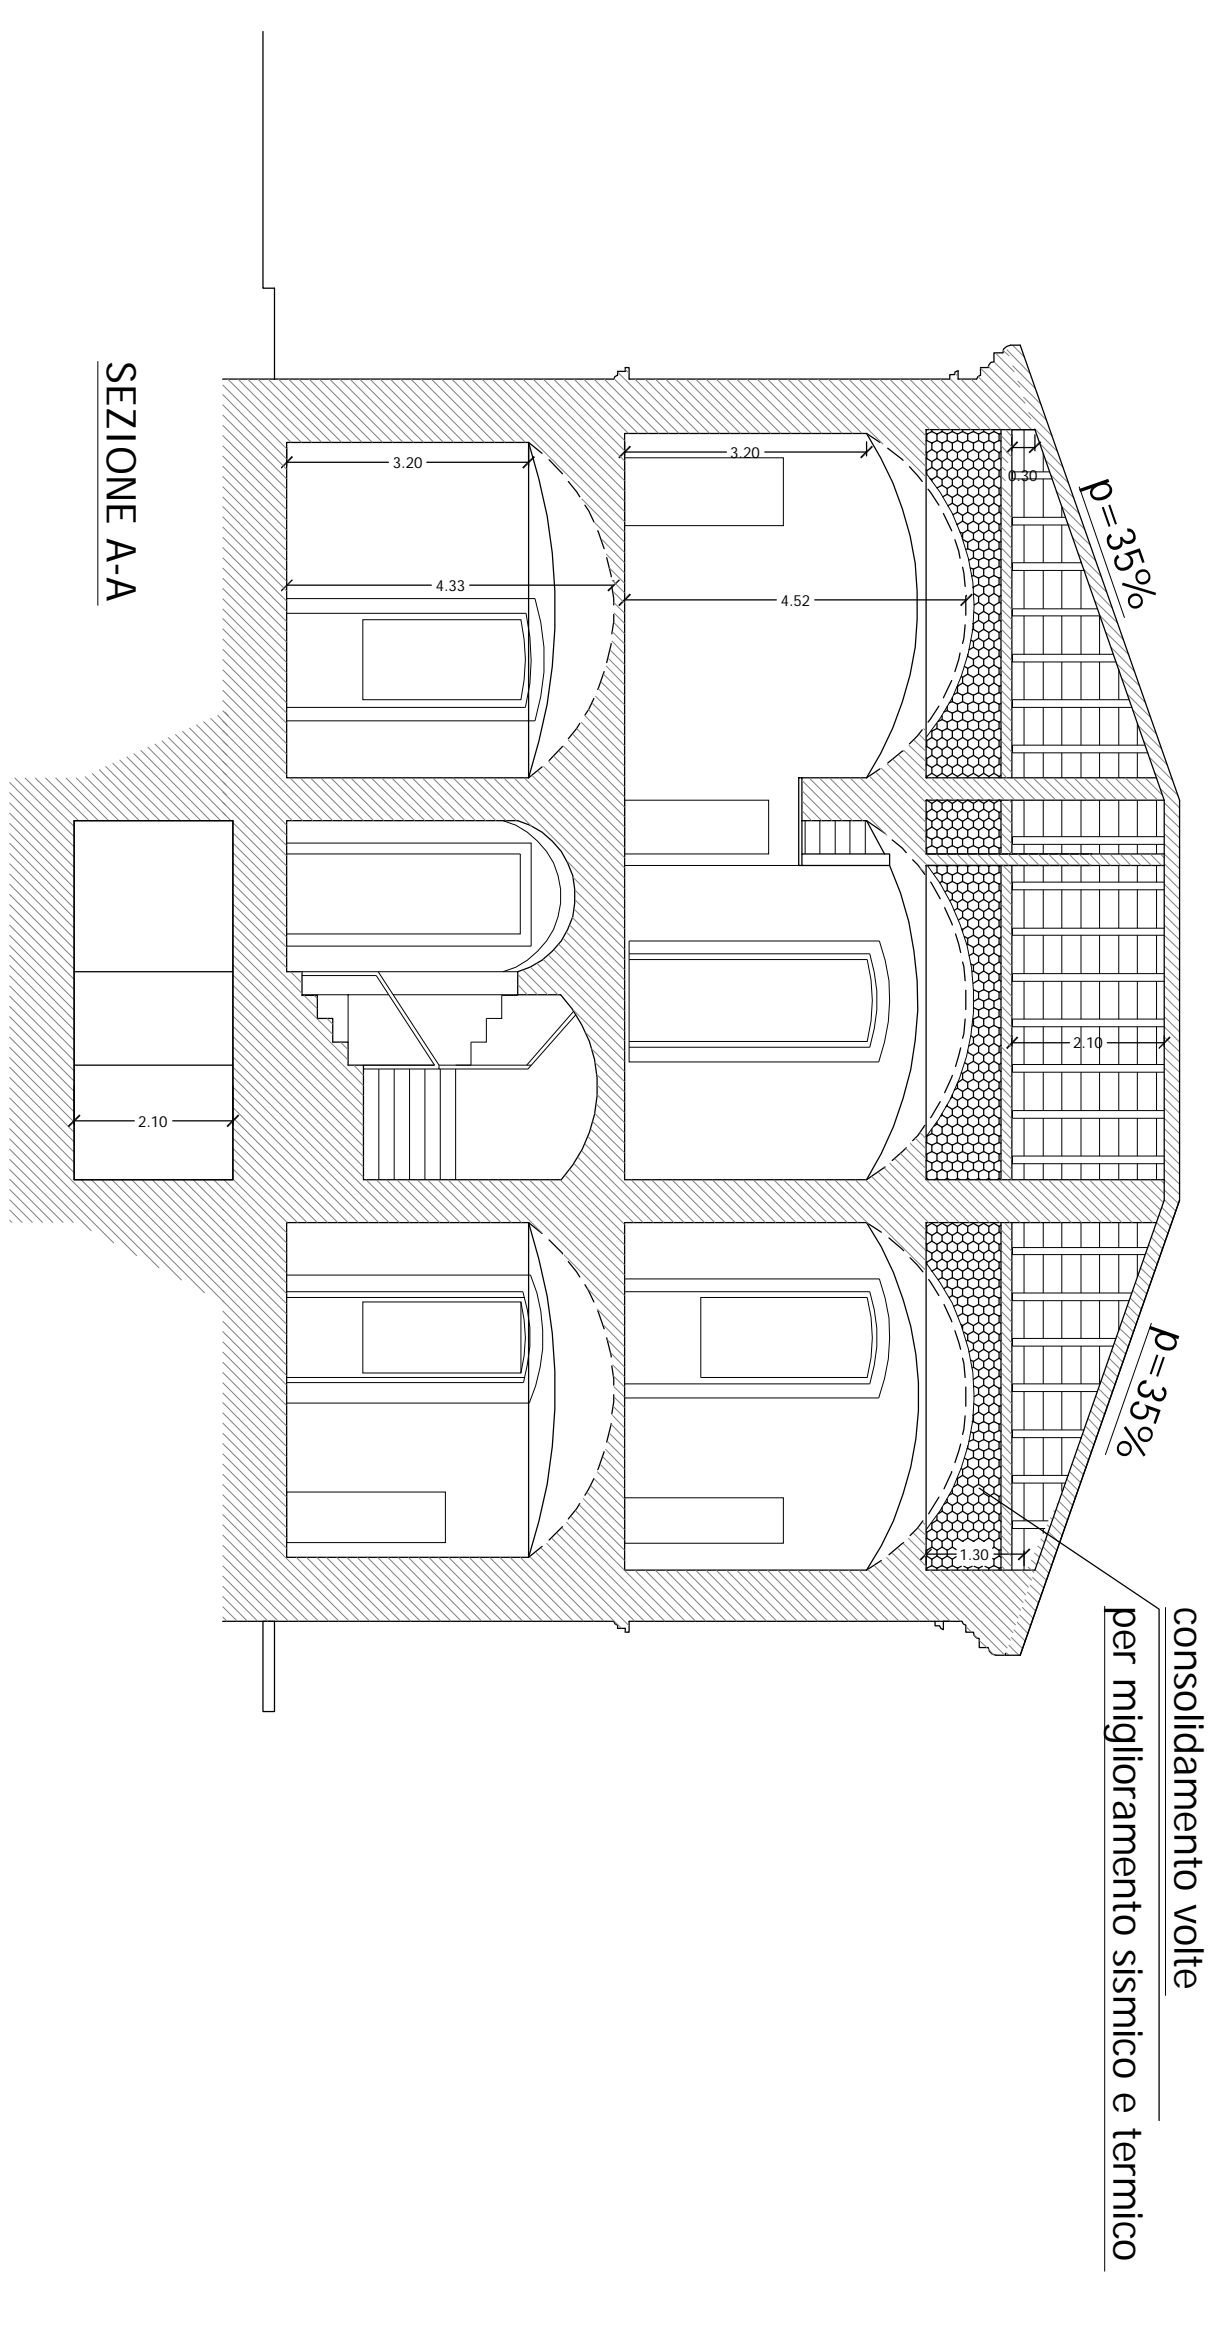 consolidamento volte
per miglioramento sismico e termico
p=35%
p=35%
0.30
2.10
1.30
3.20
4.52
3.20
4.33
2.10
SEZIONE A-A